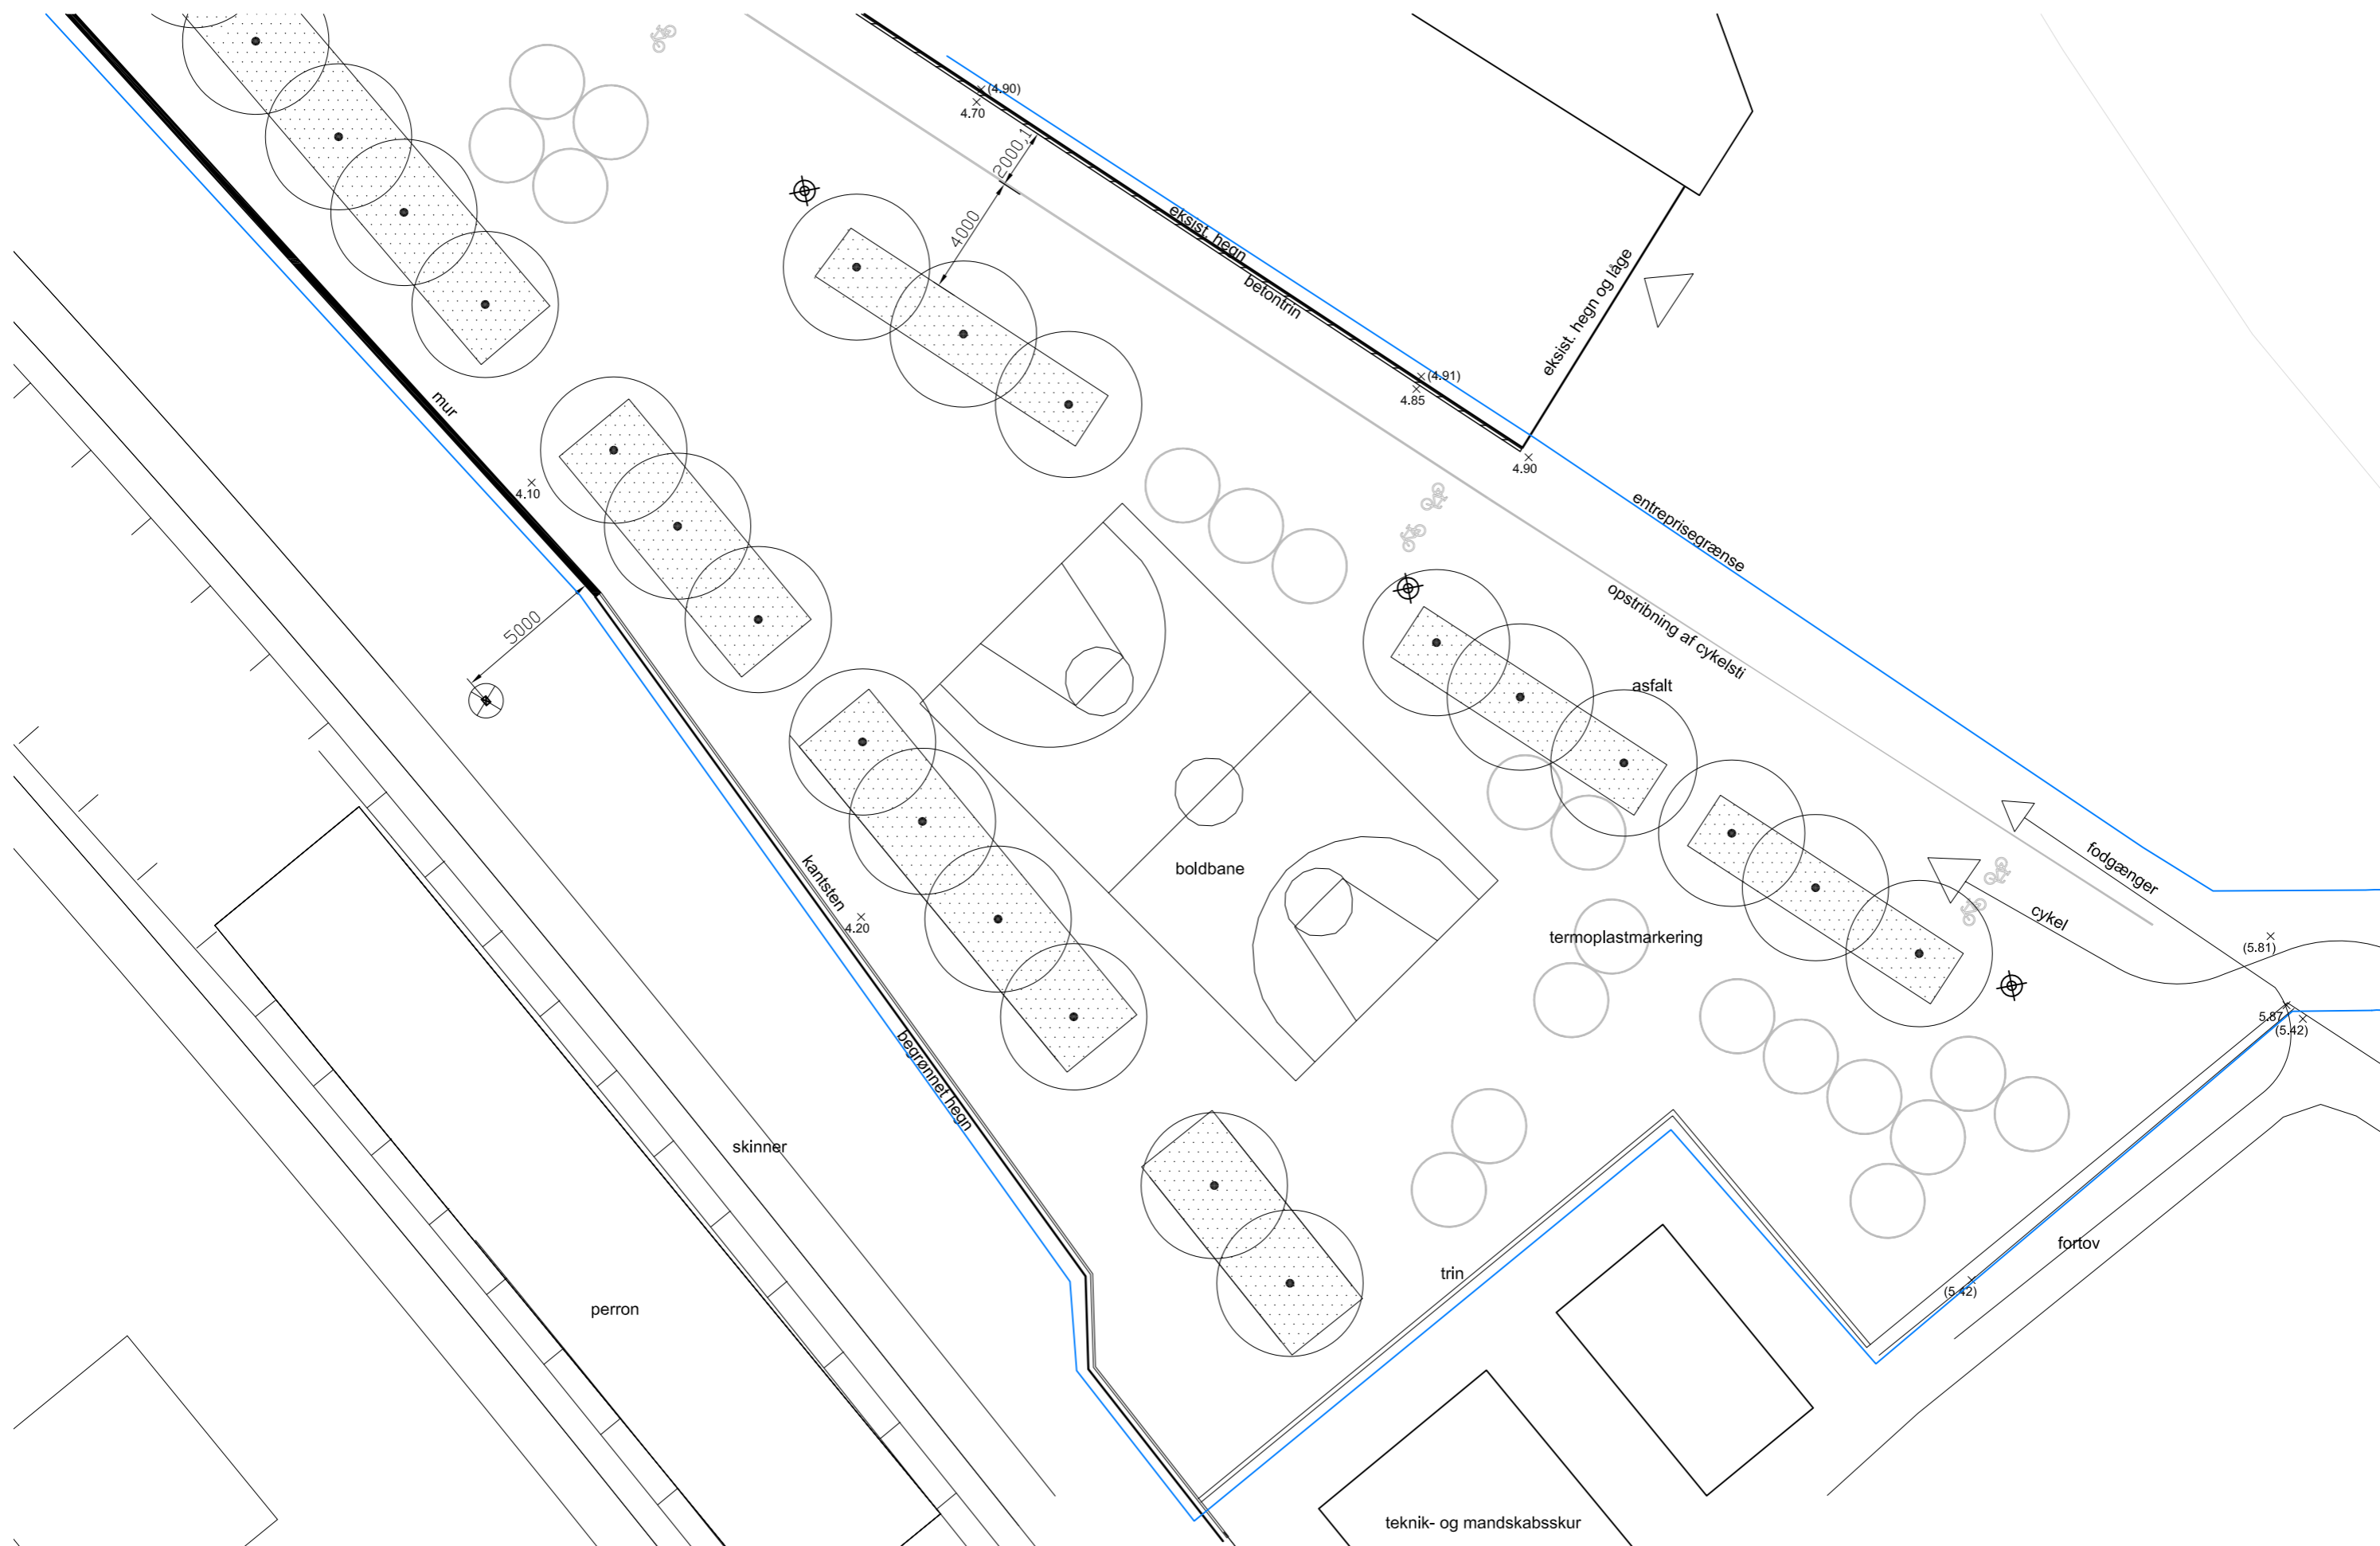 (4.90)
4.70
2000,1
4000
eksist. hegn
betontrin
eksist. hegn og låge
(4.91)
4.85
4.90
mur
4.10
5000
entreprisegrænse
opstribning af cykelsti
asfalt
fodgænger
cykel
boldbane
kantsten
4.20
termoplastmarkering
(5.81)
5.87
(5.42)
begrønnet hegn
skinner
fortov
trin
(5.42)
perron
teknik- og mandskabsskur